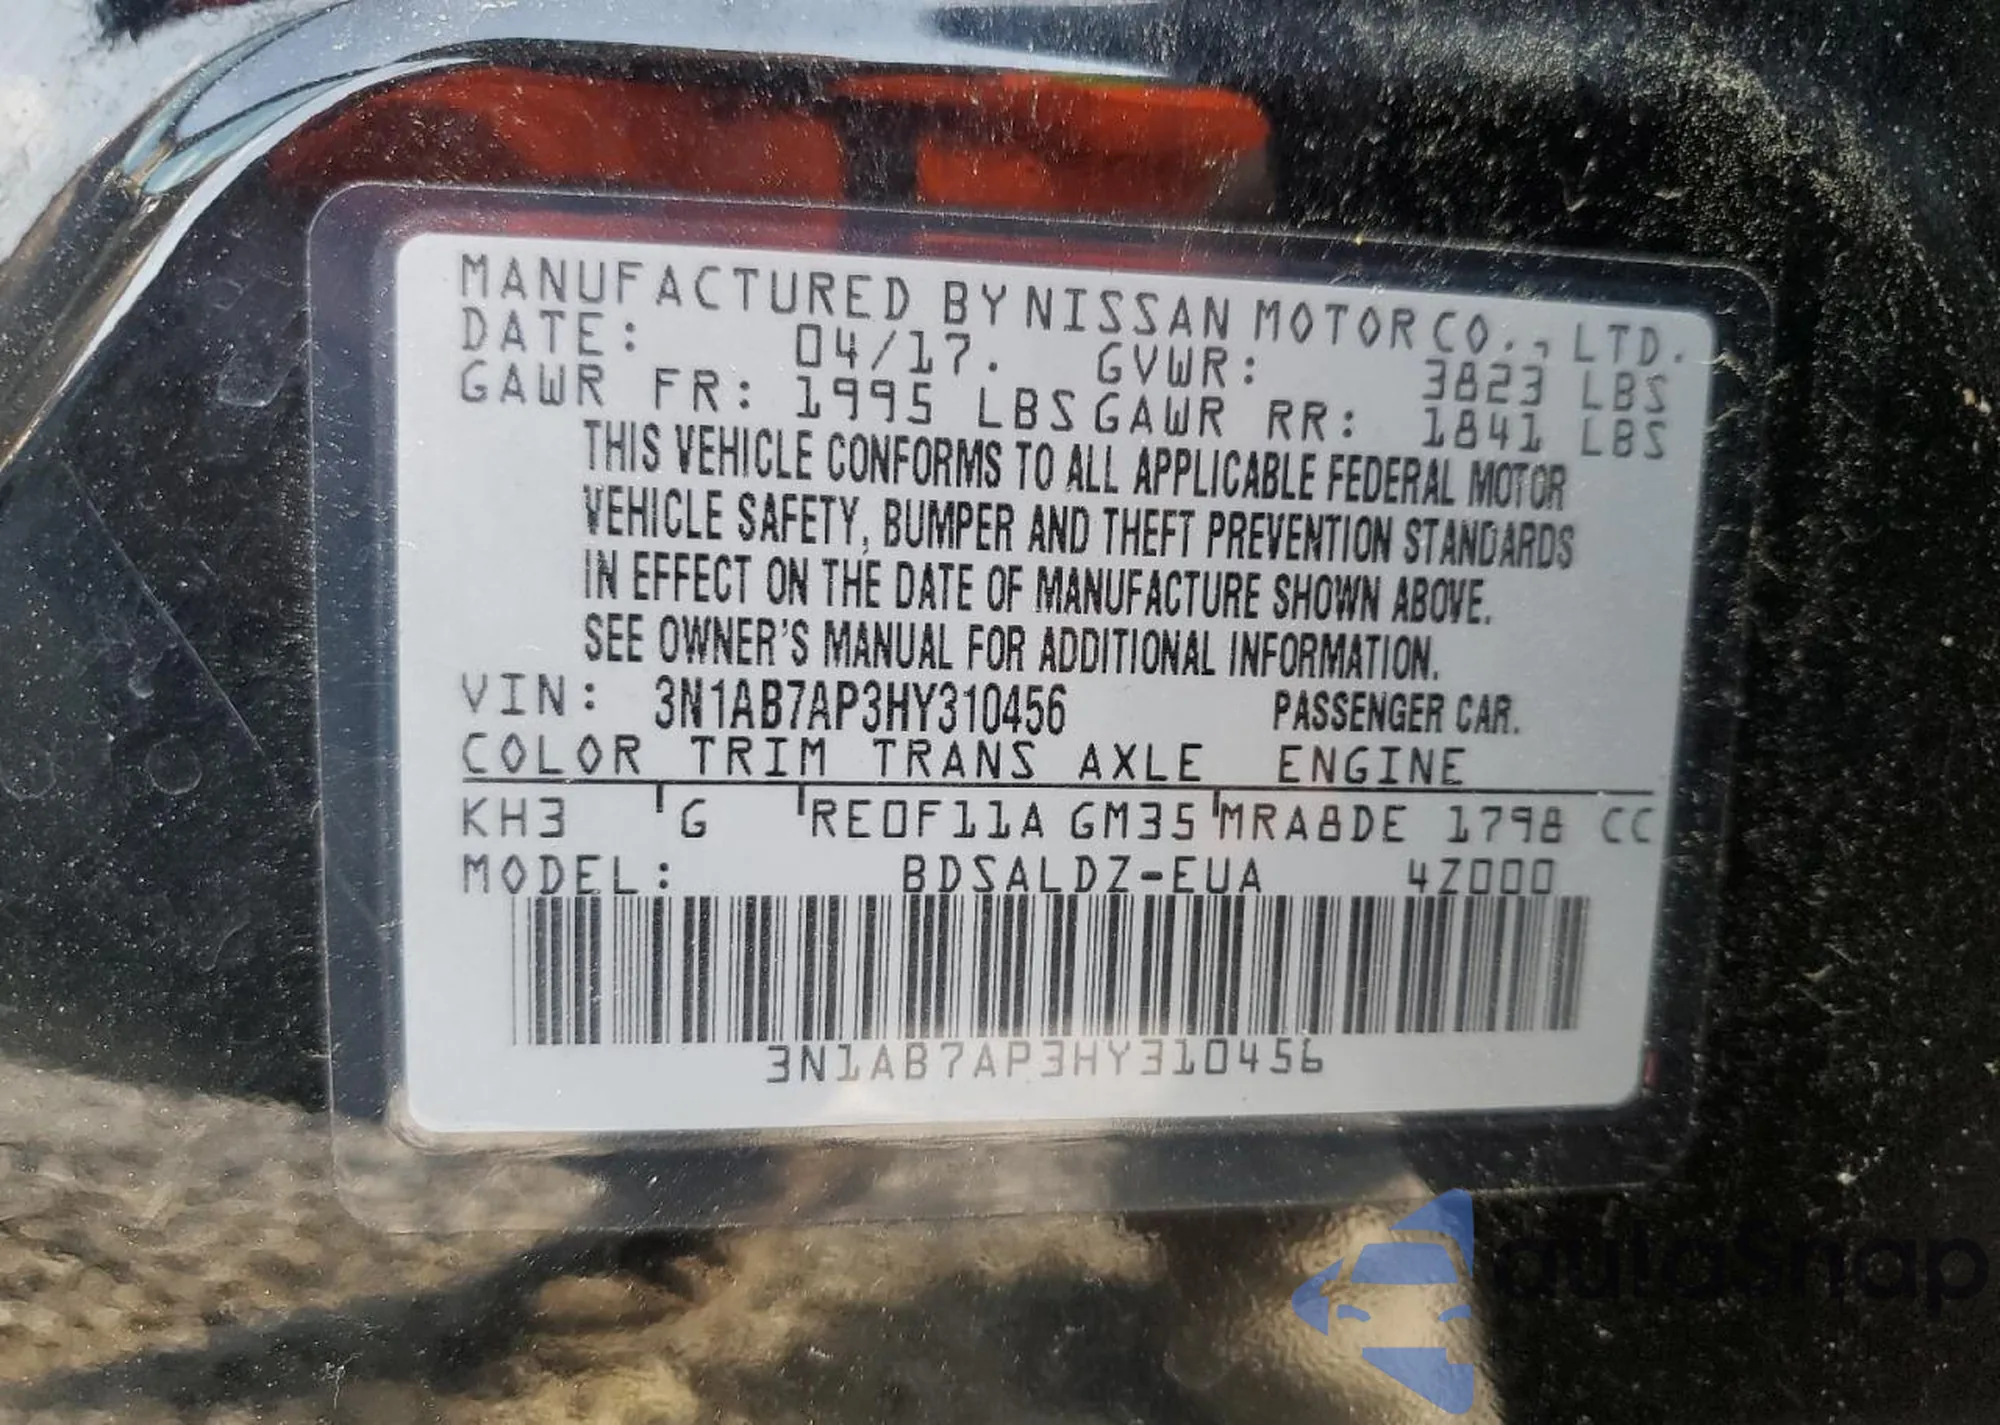 MANUFACTURED BY NISSAN MOTOR CO., LTD.
DATE: 04/17. GVWR: 3823 LBS
GAWR FR: 1995 LBS GAWR RR: 1841 LBS
THIS VEHICLE CONFORMS TO ALL APPLICABLE FEDERAL MOTOR
VEHICLE SAFETY, BUMPER AND THEFT PREVENTION STANDARDS
IN EFFECT ON THE DATE OF MANUFACTURE SHOWN ABOVE.
SEE OWNER'S MANUAL FOR ADDITIONAL INFORMATION.
VIN: 3N1AB7AP3HY310456 PASSENGER CAR.
COLOR TRIM TRANS AXLE ENGINE
KH3 G RE0F11A GM35 MRA8DE 1798 CC
MODEL: BDSALDZ-EUA 4Z000
3N1AB7AP3HY310456
autosnap